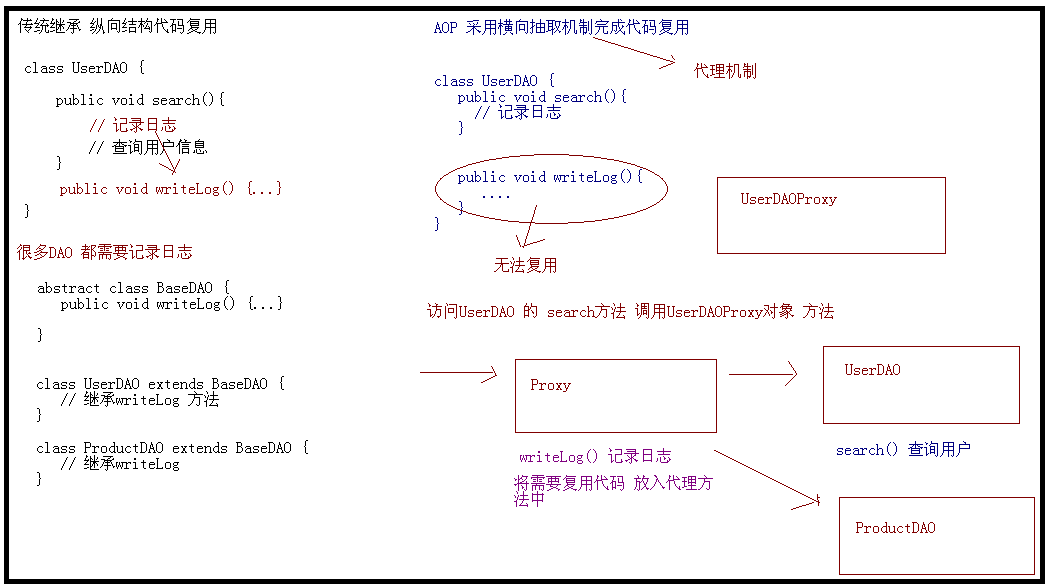 传统继承 纵向结构代码复用
class UserDAO {
public void search(){
// 记录日志
// 查询用户信息
}
public void writeLog() {...}
}
很多DAO 都需要记录日志
abstract class BaseDAO {
public void writeLog() {...}
}
class UserDAO extends BaseDAO {
// 继承writeLog 方法
}
class ProductDAO extends BaseDAO {
// 继承writeLog
}
AOP 采用横向抽取机制完成代码复用
代理机制
class UserDAO {
public void search(){
// 记录日志
}
public void writeLog(){
....
}
}
无法复用
UserDAOProxy
访问UserDAO 的 search方法 调用UserDAOProxy对象 方法
Proxy
UserDAO
writeLog() 记录日志
将需要复用代码 放入代理方
法中
search() 查询用户
ProductDAO